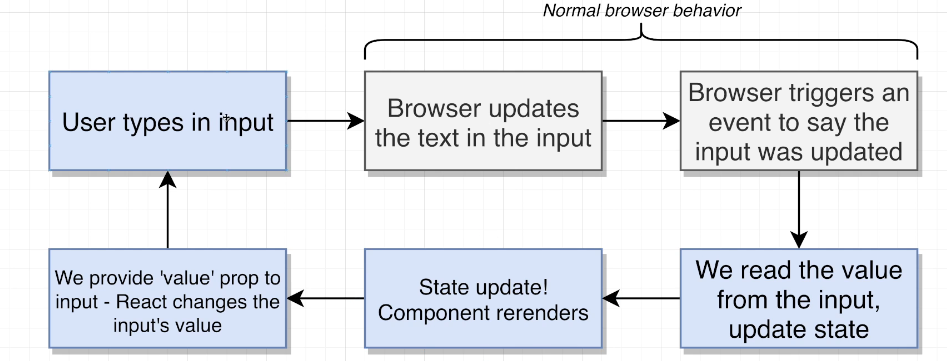 Normal browser behavior
User types in input
Browser updates
the text in the input
Browser triggers an
event to say the
input was updated
We provide 'value' prop to
input - React changes the
input's value
State update!
Component rerenders
We read the value
from the input,
update state